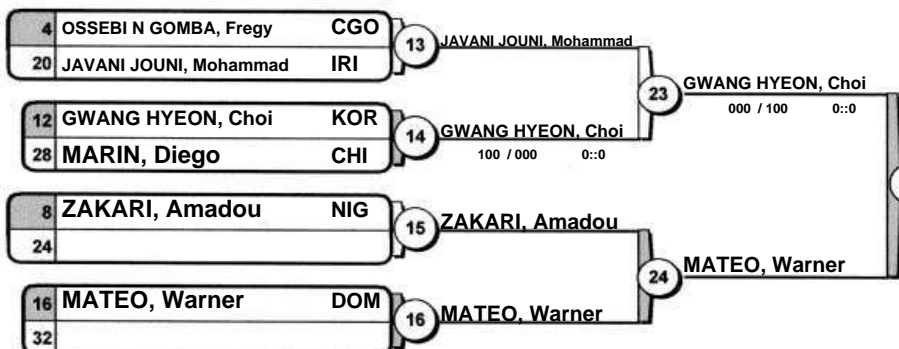 4 OSSEBI N GOMBA, Fregy CGO
20 JAVANI JOUNI, Mohammad IRI
13 JAVANI JOUNI, Mohammad
12 GWANG HYEON, Choi KOR
28 MARIN, Diego CHI
14 GWANG HYEON, Choi
100 / 000 0::0
23 GWANG HYEON, Choi
000 / 100 0::0
8 ZAKARI, Amadou NIG
24
15 ZAKARI, Amadou
16 MATEO, Warner DOM
32
16 MATEO, Warner
24 MATEO, Warner